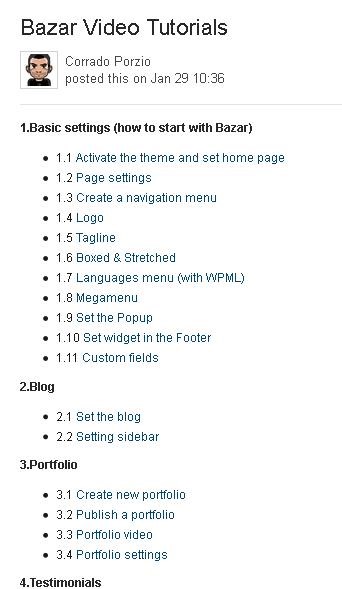 Bazar Video Tutorials
Corrado Porzio
posted this on Jan 29 10:36
1.Basic settings (how to start with Bazar)
1.1 Activate the theme and set home page
1.2 Page settings
1.3 Create a navigation menu
1.4 Logo
1.5 Tagline
1.6 Boxed & Stretched
1.7 Languages menu (with WPML)
1.8 Megamenu
1.9 Set the Popup
1.10 Set widget in the Footer
1.11 Custom fields
2.Blog
2.1 Set the blog
2.2 Setting sidebar
3.Portfolio
3.1 Create new portfolio
3.2 Publish a portfolio
3.3 Portfolio video
3.4 Portfolio settings
4.Testimonials